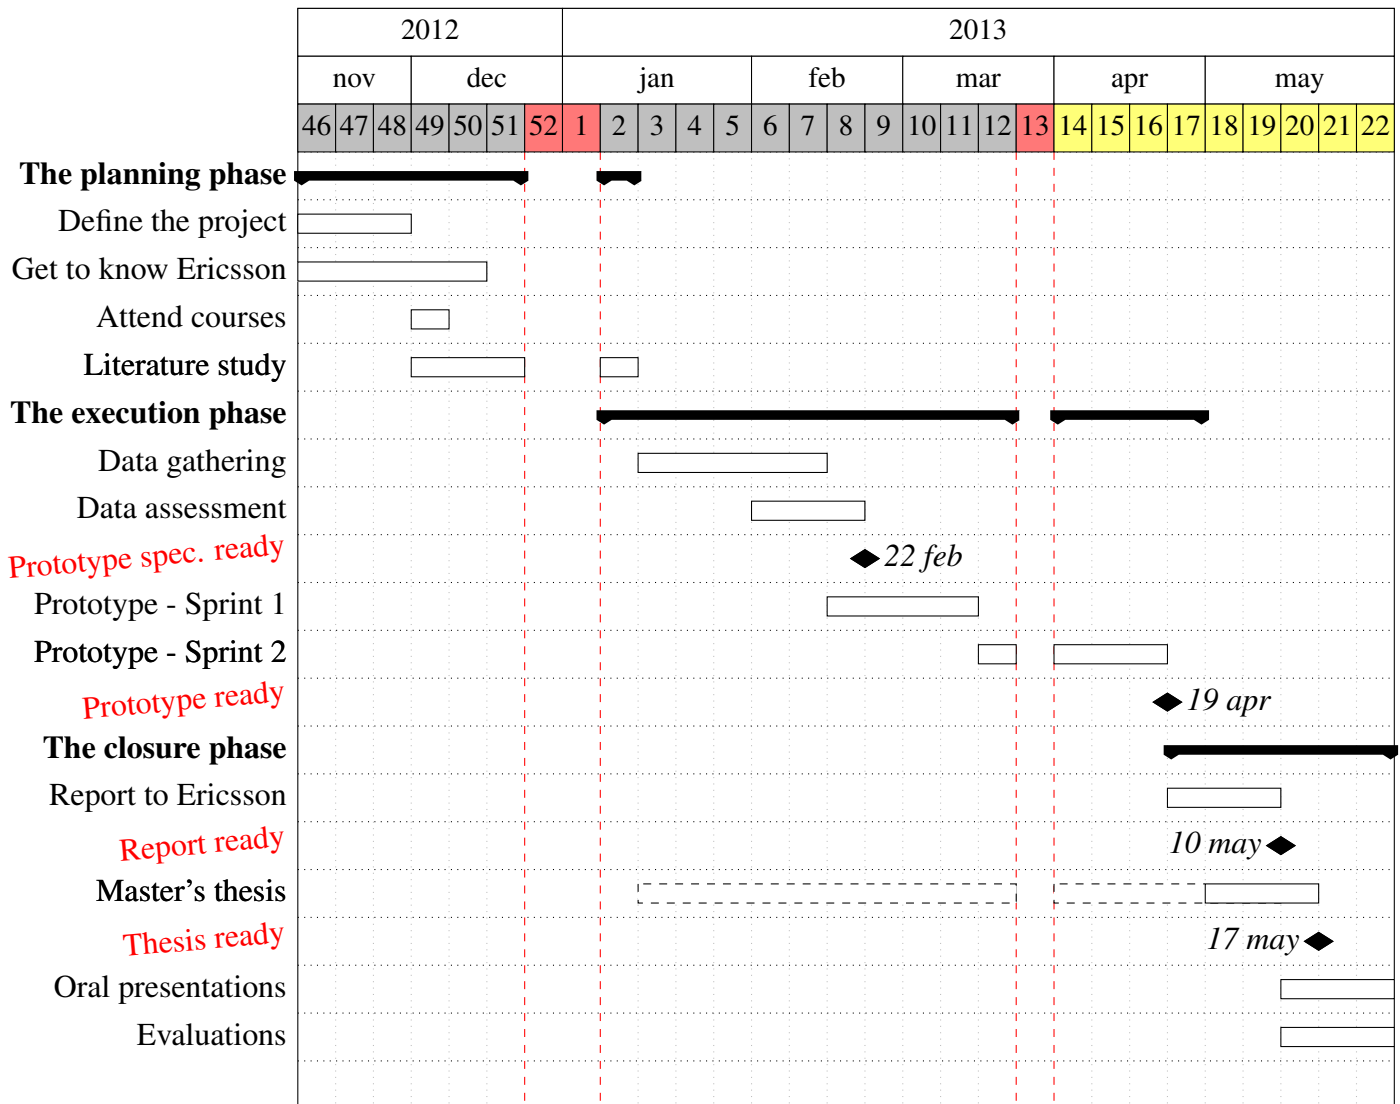 2012 2013
nov dec jan feb mar apr may
46 47 48 49 50 51 52 1 2 3 4 5 6 7 8 9 10 11 12 13 14 15 16 17 18 19 20 21 22
The planning phase
Define the project
Get to know Ericsson
Attend courses
Literature study
The execution phase
Data gathering
Data assessment
Prototype spec. ready 22 feb
Prototype - Sprint 1
Prototype - Sprint 2
Prototype ready 19 apr
The closure phase
Report to Ericsson
Report ready 10 may
Master's thesis
Thesis ready 17 may
Oral presentations
Evaluations